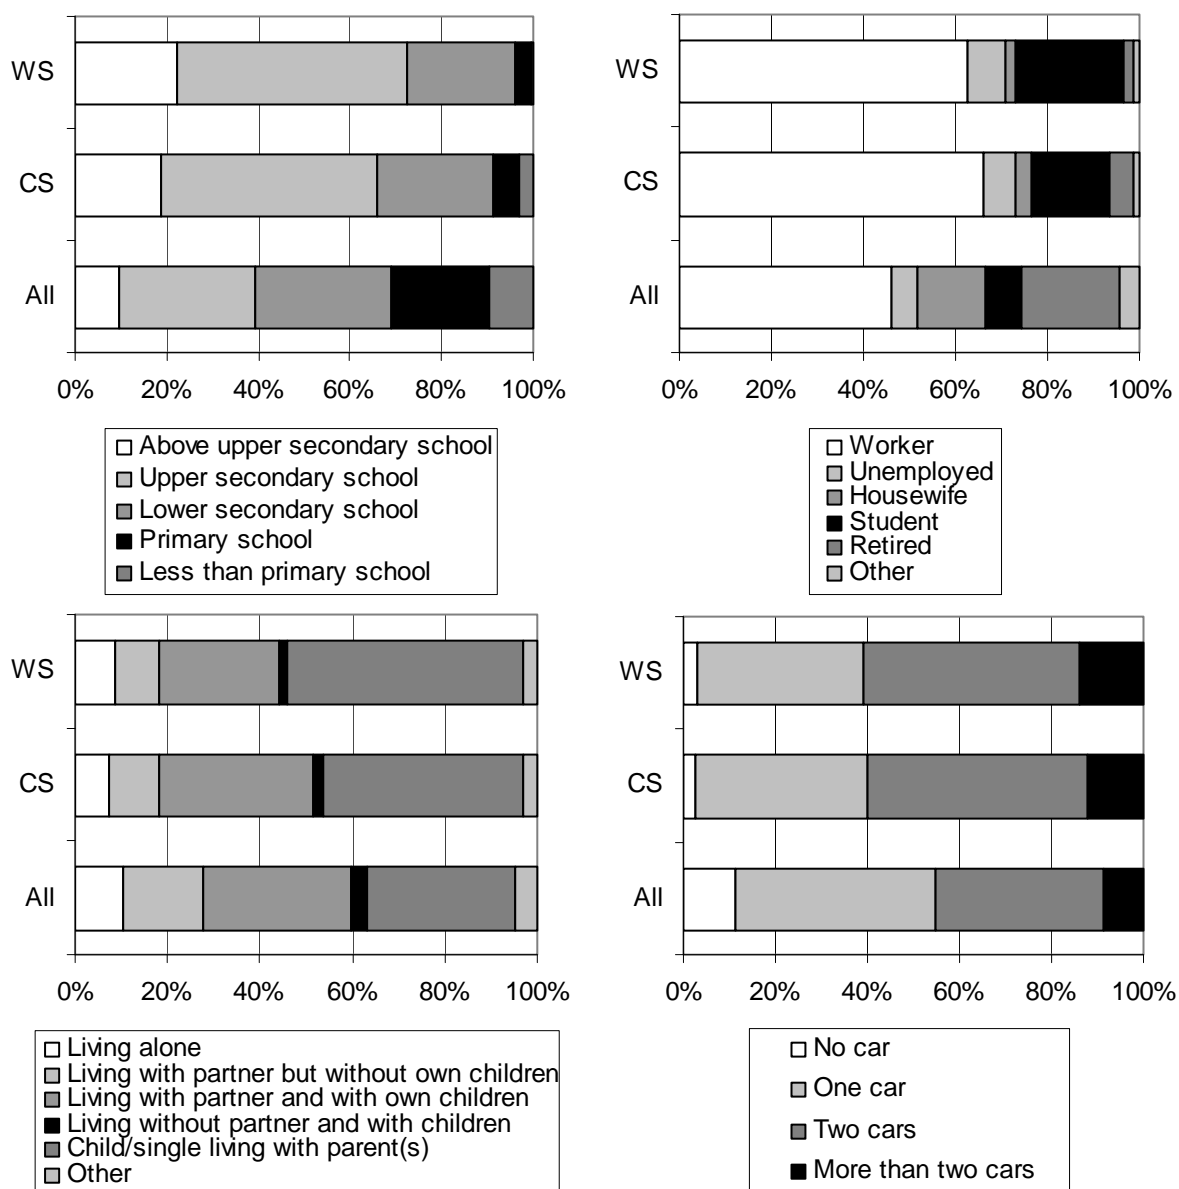 WS
CS
All
0% 20% 40% 60% 80% 100%
Above upper secondary school
Upper secondary school
Lower secondary school
Primary school
Less than primary school
WS
CS
All
0% 20% 40% 60% 80% 100%
Worker
Unemployed
Housewife
Student
Retired
Other
WS
CS
All
0% 20% 40% 60% 80% 100%
Living alone
Living with partner but without own children
Living with partner and with own children
Living without partner and with children
Child/single living with parent(s)
Other
WS
CS
All
0% 20% 40% 60% 80% 100%
No car
One car
Two cars
More than two cars